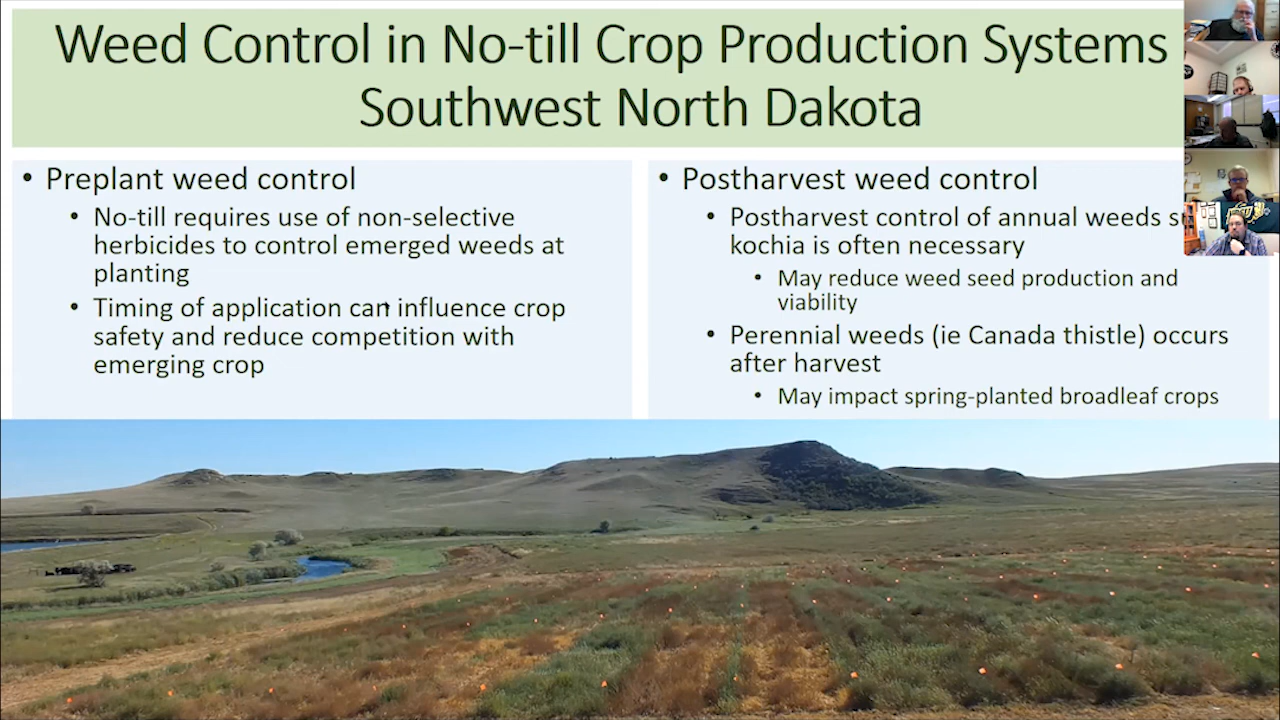 Weed Control in No-till Crop Production Systems
Southwest North Dakota
• Preplant weed control
• No-till requires use of non-selective
herbicides to control emerged weeds at
planting
• Timing of application can influence crop
safety and reduce competition with
emerging crop
• Postharvest weed control
• Postharvest control of annual weeds
kochia is often necessary
• May reduce weed seed production and
viability
• Perennial weeds (ie Canada thistle) occurs
after harvest
• May impact spring-planted broadleaf crops